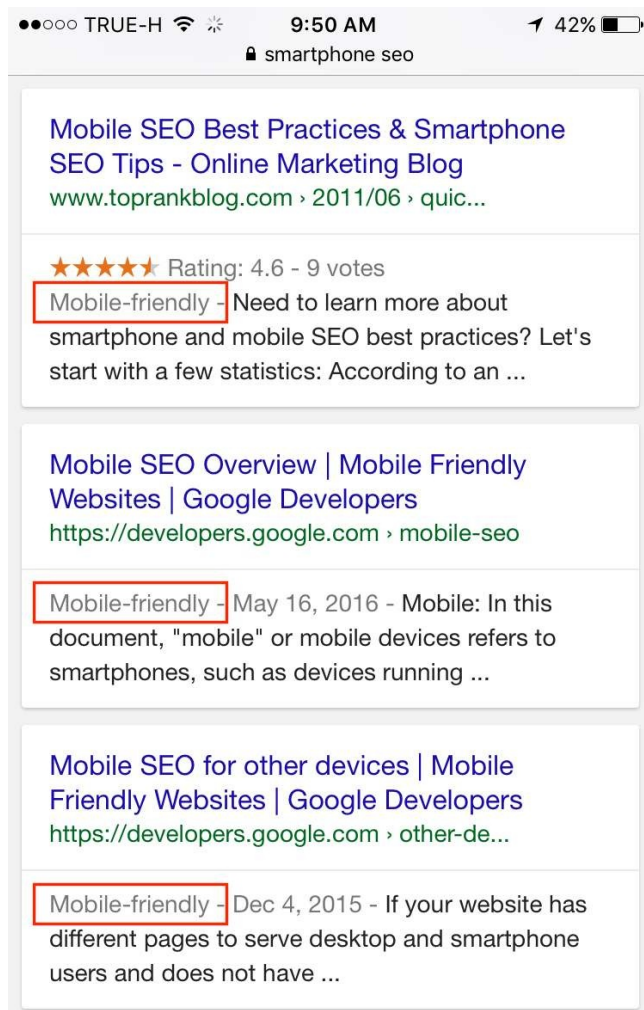 TRUE-H 9:50 AM 42%
smartphone seo
Mobile SEO Best Practices & Smartphone
SEO Tips - Online Marketing Blog
www.toprankblog.com › 2011/06 › quic...
Rating: 4.6 - 9 votes
Mobile-friendly - Need to learn more about
smartphone and mobile SEO best practices? Let's
start with a few statistics: According to an ...
Mobile SEO Overview | Mobile Friendly
Websites | Google Developers
https://developers.google.com › mobile-seo
Mobile-friendly - May 16, 2016 - Mobile: In this
document, "mobile" or mobile devices refers to
smartphones, such as devices running ...
Mobile SEO for other devices | Mobile
Friendly Websites | Google Developers
https://developers.google.com › other-de...
Mobile-friendly - Dec 4, 2015 - If your website has
different pages to serve desktop and smartphone
users and does not have ...